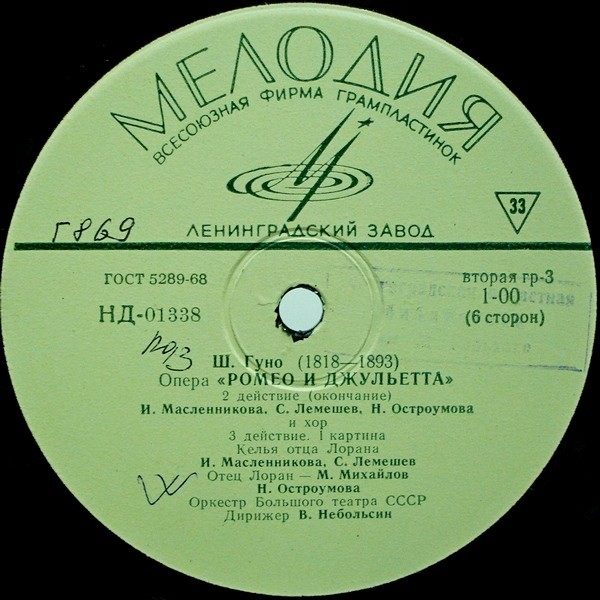 МЕЛОДИЯ
ВСЕСОЮЗНАЯ ФИРМА ГРАМПЛАСТИНОК
ЛЕНИНГРАДСКИЙ ЗАВОД
33
Г869
ГОСТ 5289-68
НД-01338
вторая гр-3
1-00
(6 сторон)
Ш. Гуно (1818—1893)
Опера «РОМЕО И ДЖУЛЬЕТТА»
2 действие (окончание)
И. Масленникова, С. Лемешев, Н. Остроумова
и хор
3 действие. 1 картина
Келья отца Лорана
И. Масленникова, С. Лемешев
Отец Лоран — М. Михайлов
Н. Остроумова
Оркестр Большого театра СССР
Дирижер В. Небольсин